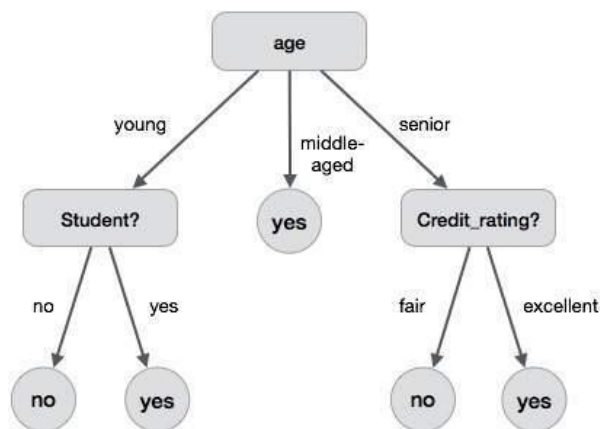 age
young
middle-
aged
senior
Student?
yes
Credit_rating?
no
yes
fair
excellent
no
yes
no
yes